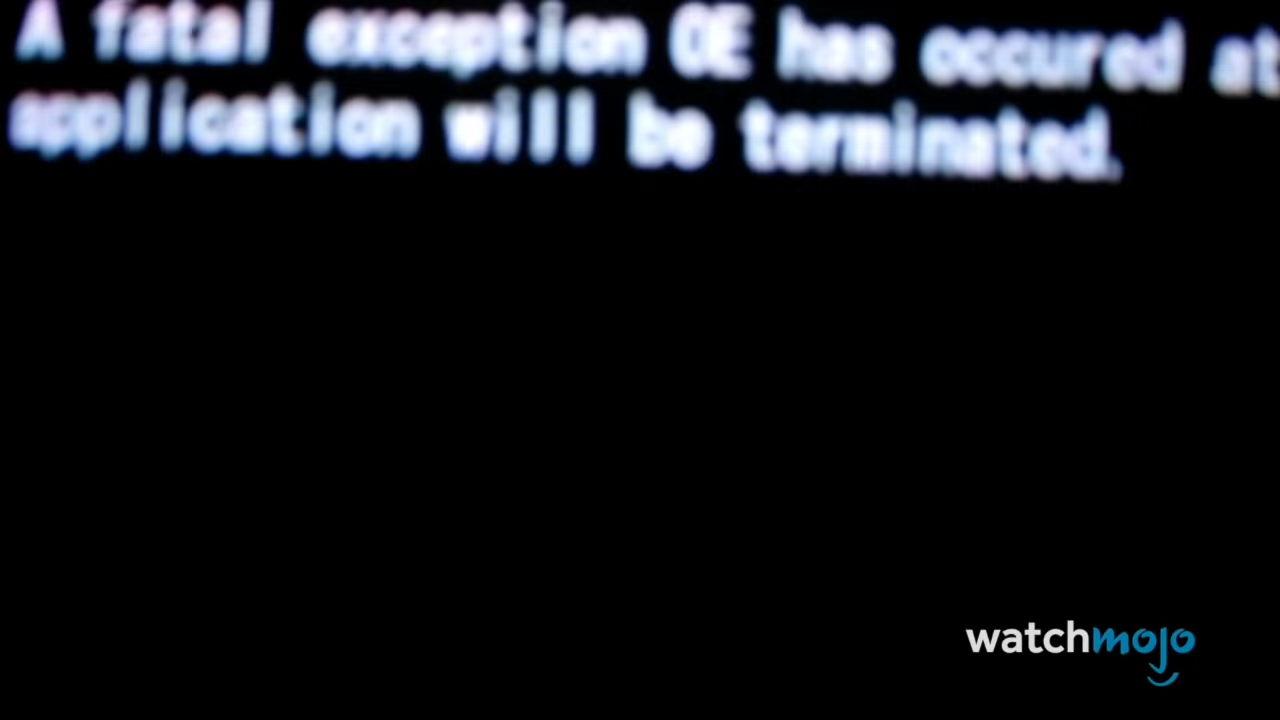 A fatal exception 0E has occured at
application will be terminated.
watchmojo